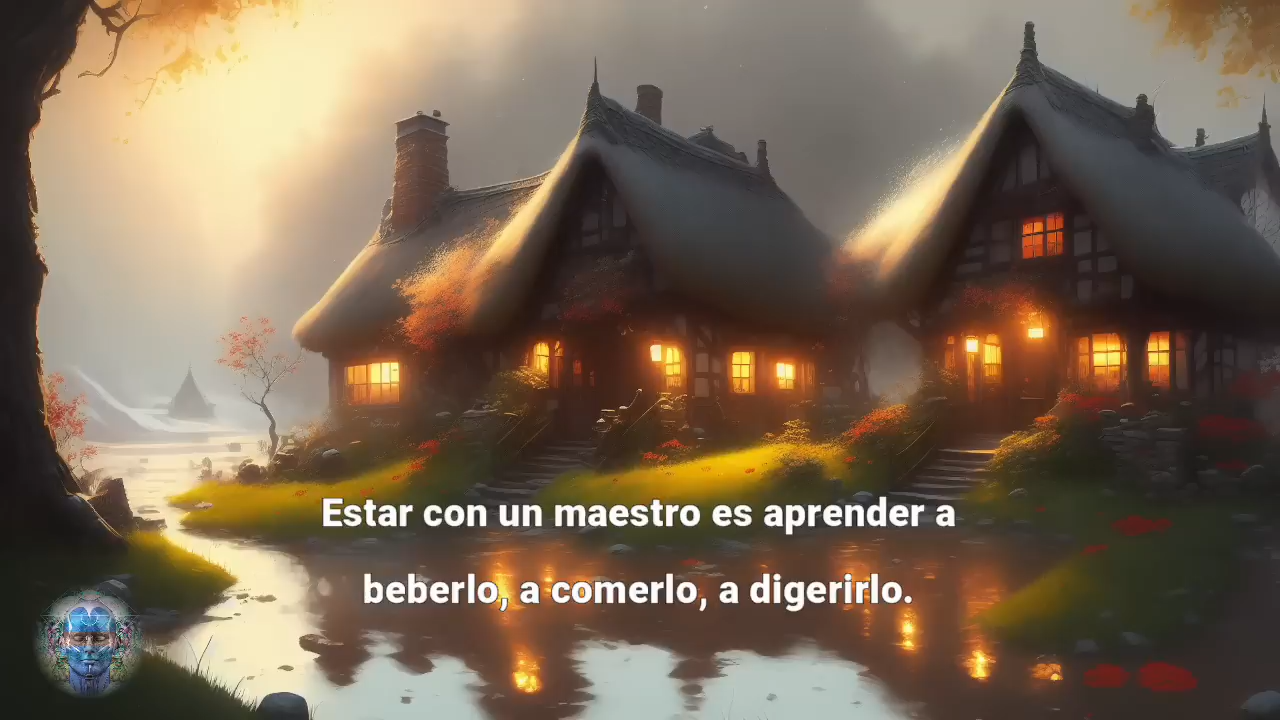 Estar con un maestro es aprender a
beberlo, a comerlo, a digerirlo.